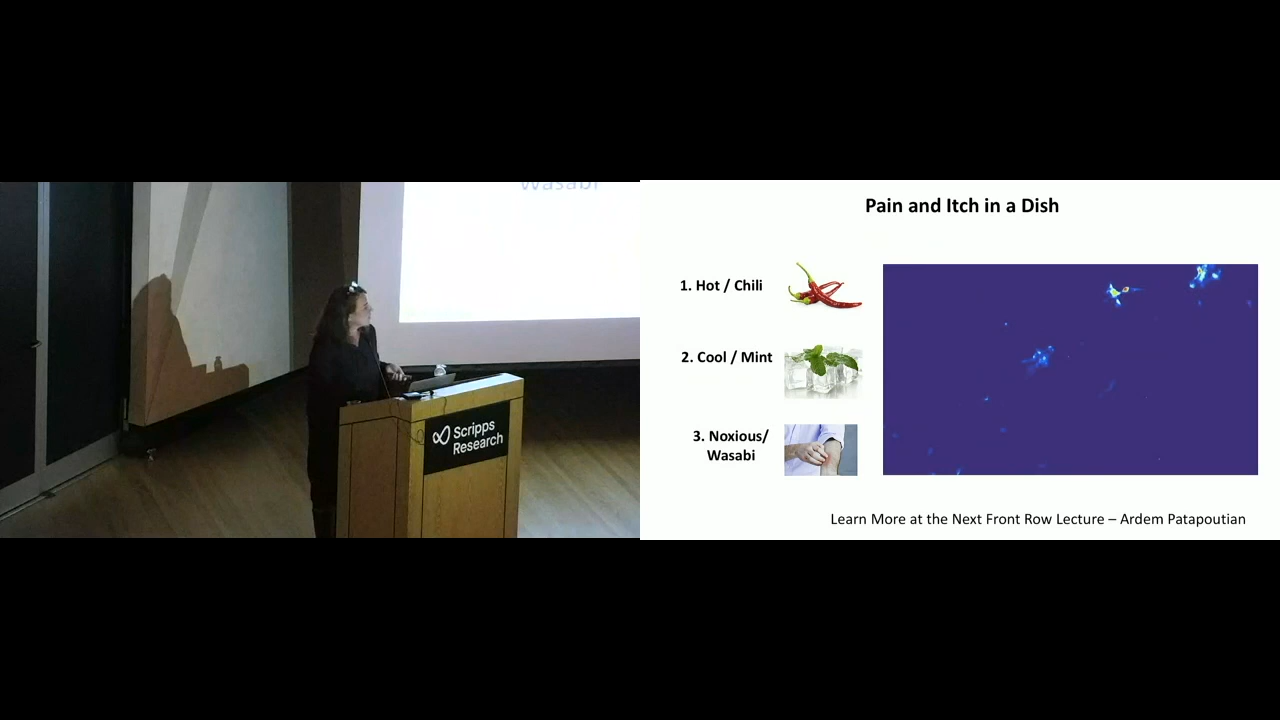 Wasabi
Scripps
Research
Pain and Itch in a Dish
1. Hot / Chili
2. Cool / Mint
3. Noxious/
Wasabi
Learn More at the Next Front Row Lecture – Ardem Patapoutian